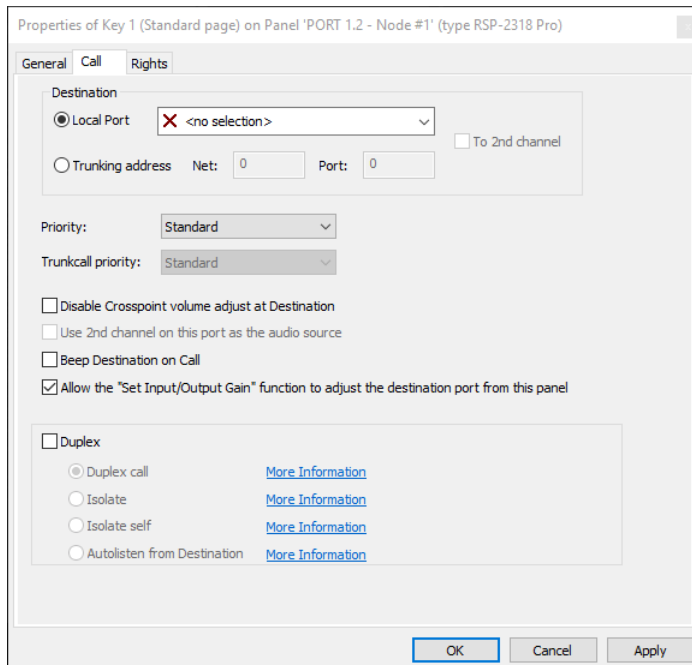 Properties of Key 1 (Standard page) on Panel 'PORT 1.2 - Node #1' (type RSP-2318 Pro)
General Call Rights
Destination
Local Port <no selection>
To 2nd channel
Trunking address Net: 0 Port: 0
Priority: Standard
Trunkcall priority: Standard
Disable Crosspoint volume adjust at Destination
Use 2nd channel on this port as the audio source
Beep Destination on Call
Allow the "Set Input/Output Gain" function to adjust the destination port from this panel
Duplex
Duplex call More Information
Isolate More Information
Isolate self More Information
Autolisten from Destination More Information
OK Cancel Apply